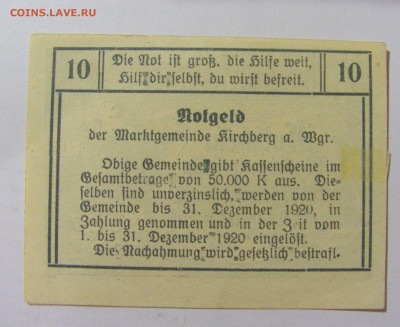 COINS.LAVE.RU
10 Die Not ist groß, die Hilfe weit, 10
Hilf dir selbst, du wirst befreit.
Notgeld
der Marktgemeinde Kirchberg a. Wgr.
Obige Gemeinde gibt Kassenscheine im
Gesamtbetrage von 50.000 K aus. Die-
selben sind unverzinslich, werden von der
Gemeinde bis 31. Dezember 1920, in
Zahlung genommen und in der Zeit vom
1. bis 31. Dezember 1920 eingelöst.
Die Nachahmung wird gesetzlich bestraft.